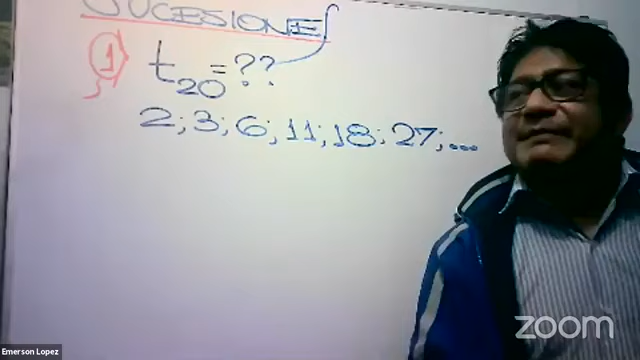 SUCESIONES
1) t20 = ??
2; 3; 6; 11; 18; 27; ...
zoom
Emerson Lopez